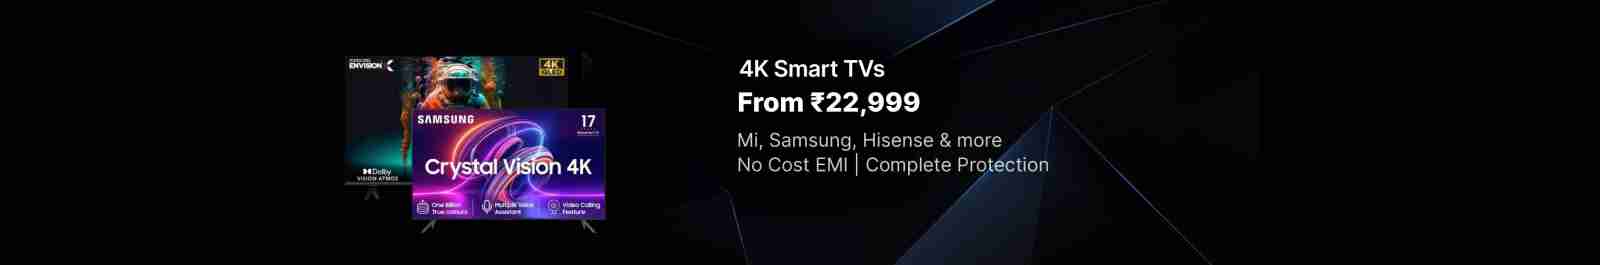 ENVISION
4K
QLED
SAMSUNG
17
Crystal Vision 4K
Dolby
VISION ATMOS
One Billion
True colours
Multiple Voice
Assistant
Video Calling
Feature
4K Smart TVs
From ₹22,999
Mi, Samsung, Hisense & more
No Cost EMI | Complete Protection